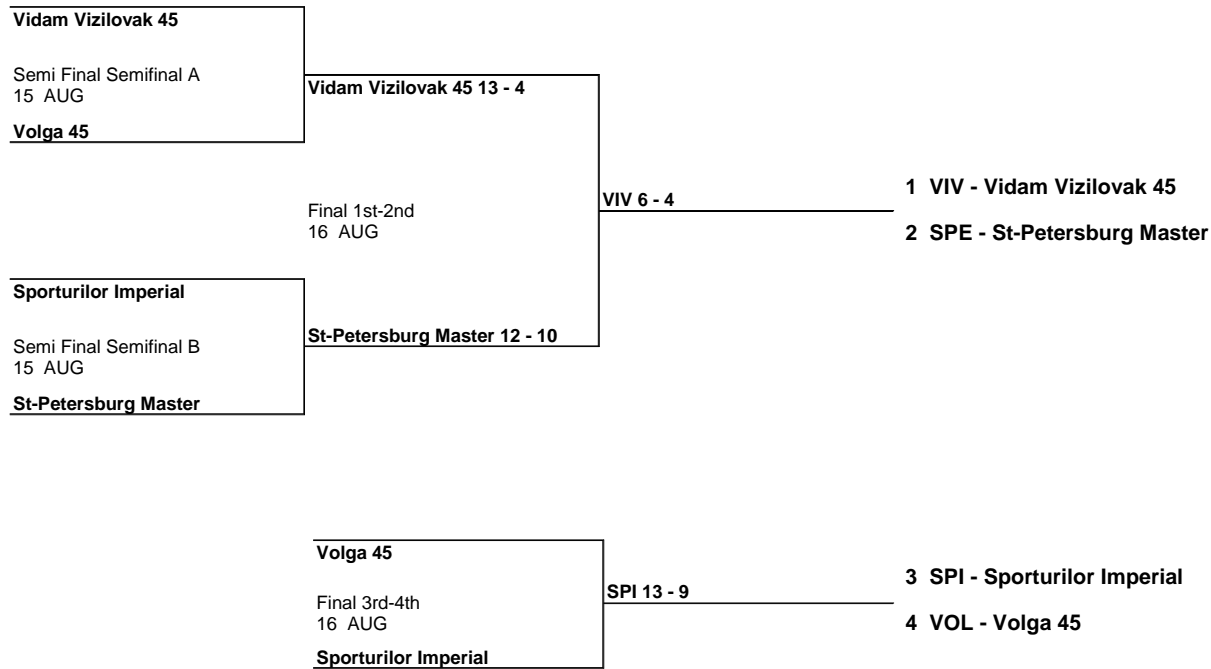 Vidam Vizilovak 45
Semi Final Semifinal A
15 AUG
Volga 45
Vidam Vizilovak 45 13 - 4
Final 1st-2nd
16 AUG
VIV 6 - 4
1 VIV - Vidam Vizilovak 45
2 SPE - St-Petersburg Master
Sporturilor Imperial
Semi Final Semifinal B
15 AUG
St-Petersburg Master
St-Petersburg Master 12 - 10
Volga 45
Final 3rd-4th
16 AUG
Sporturilor Imperial
SPI 13 - 9
3 SPI - Sporturilor Imperial
4 VOL - Volga 45